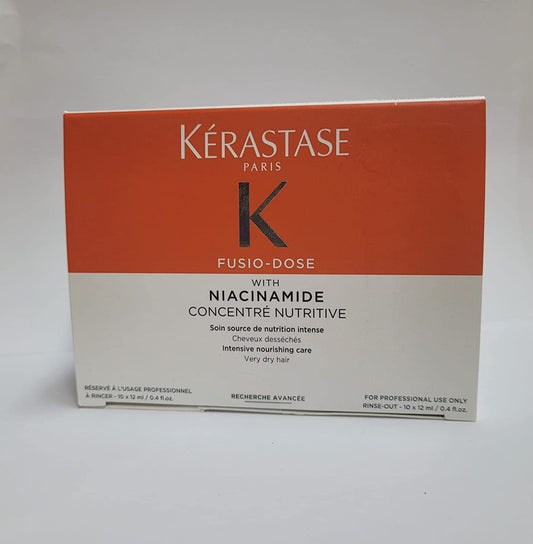 KÉRASTASE
PARIS
K
FUSIO-DOSE
WITH
NIACINAMIDE
CONCENTRÉ NUTRITIVE
Soin source de nutrition intense
Cheveux desséchés
Intensive nourishing care
Very dry hair
RÉSERVÉ À L'USAGE PROFESSIONNEL
À RINCER - 10 x 12 ml / 0.4 fl.oz.
RECHERCHE AVANCÉE
FOR PROFESSIONAL USE ONLY
RINSE-OUT - 10 x 12 ml / 0.4 fl.oz.